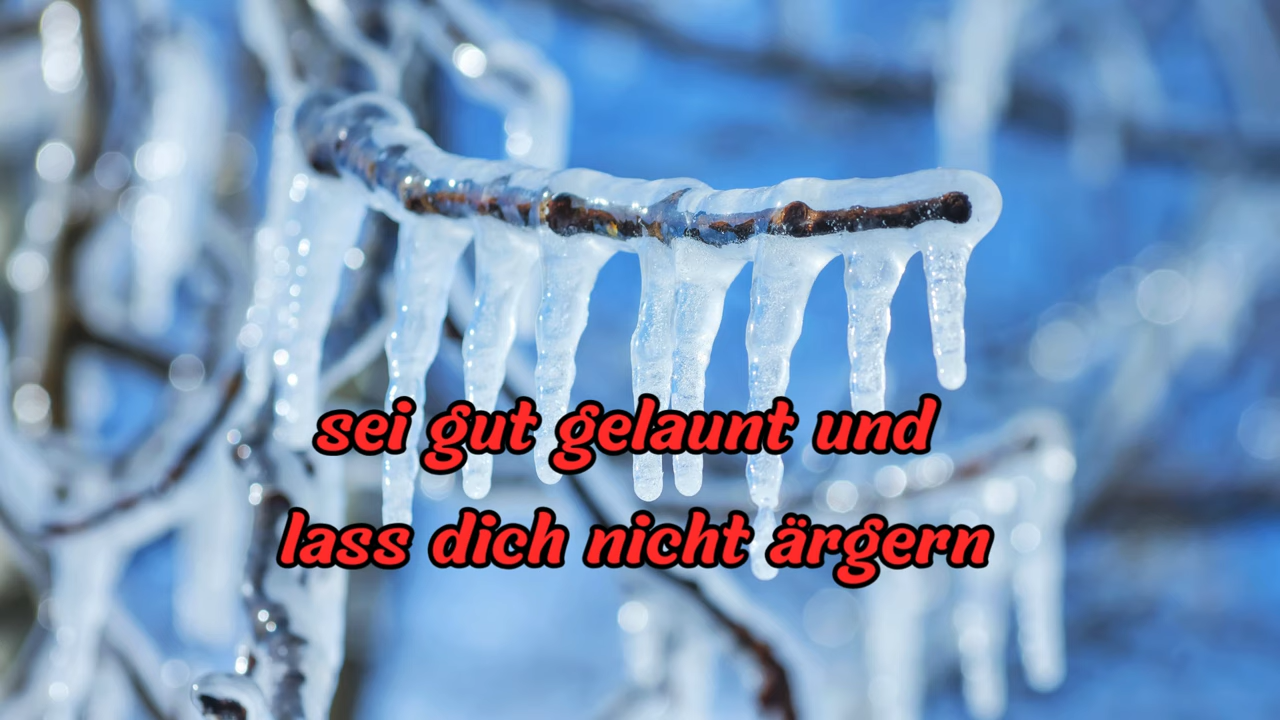 sei gut gelaunt und
lass dich nicht ärgern